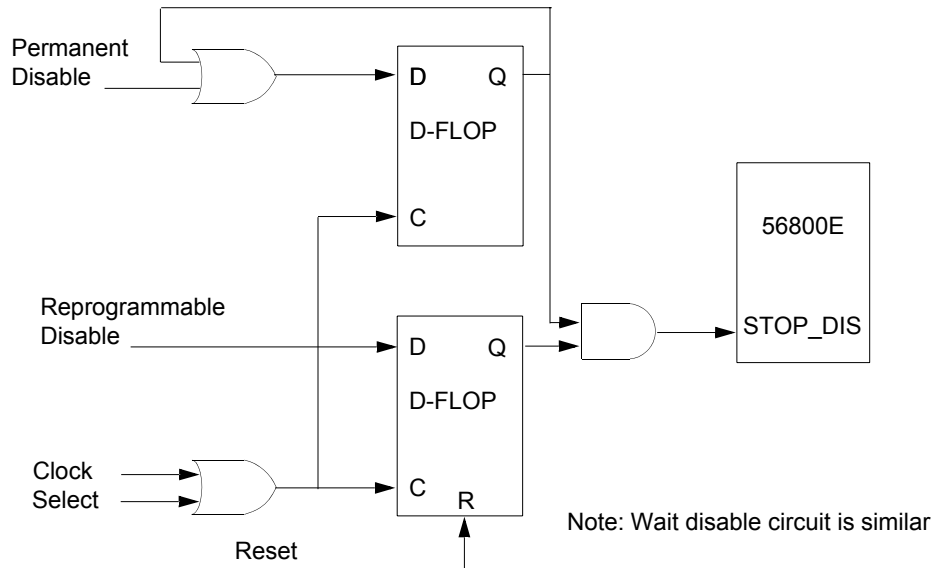 Permanent
Disable
D Q
D-FLOP
C
56800E
Reprogrammable
Disable
STOP_DIS
D Q
D-FLOP
Clock
Select
C
R
Note: Wait disable circuit is similar
Reset